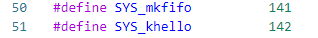 50 #define SYS_mkfifo 141
51 #define SYS_khello 142